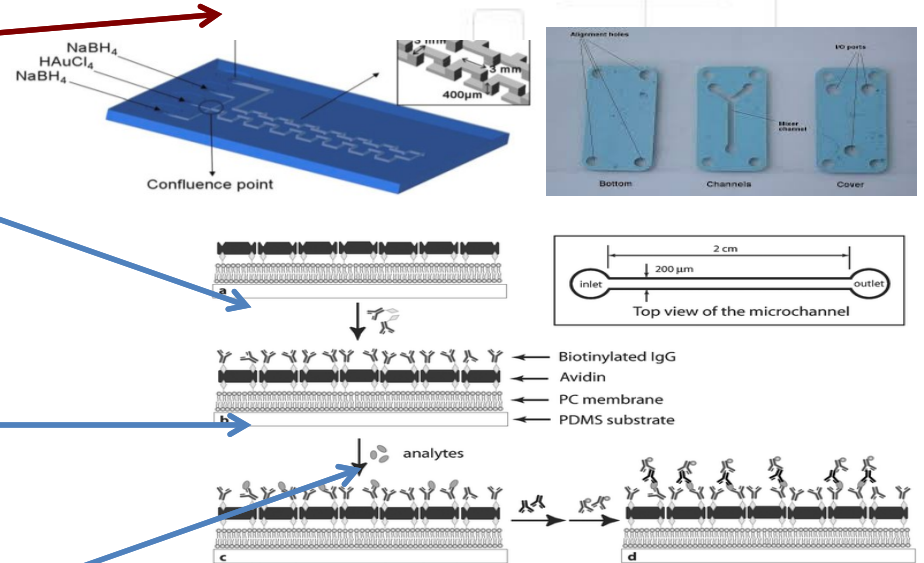 NaBH4
HAuCl4
NaBH4
Confluence point
3 mm
3 mm
400µm
Alignment holes
I/O ports
Mixer
channel
Bottom
Channels
Cover
2 cm
200 µm
inlet
outlet
Top view of the microchannel
a
Biotinylated IgG
Avidin
PC membrane
PDMS substrate
b
analytes
c
d